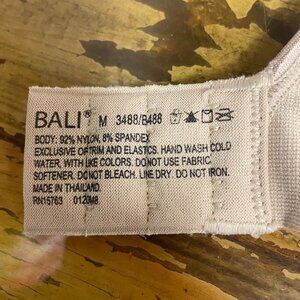 BALI® M 3488/B488
BODY: 92% NYLON, 8% SPANDEX
EXCLUSIVE OF TRIM AND ELASTICS. HAND WASH COLD
WATER, WITH LIKE COLORS. DO NOT USE FABRIC
SOFTENER. DO NOT BLEACH. LINE DRY. DO NOT IRON.
MADE IN THAILAND.
RN15763 012048